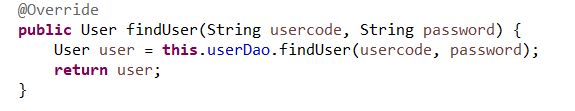 @Override
public User findUser(String usercode, String password) {
    User user = this.userDao.findUser(usercode, password);
    return user;
}